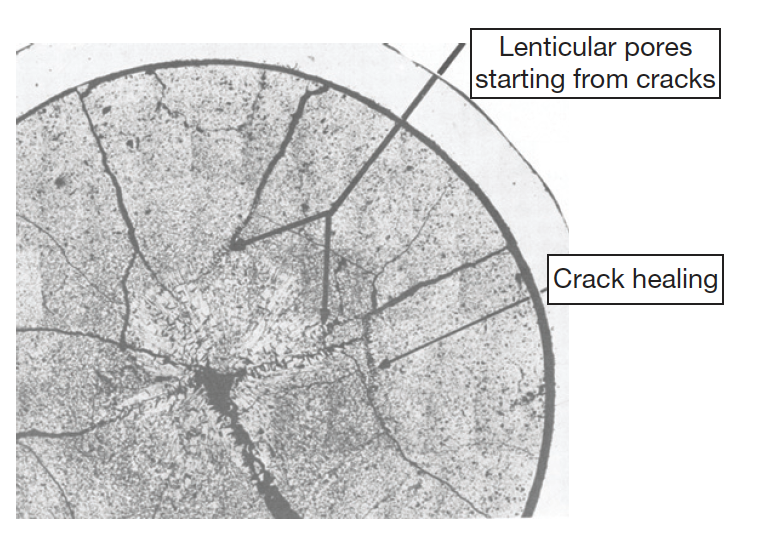 Lenticular pores
starting from cracks
Crack healing